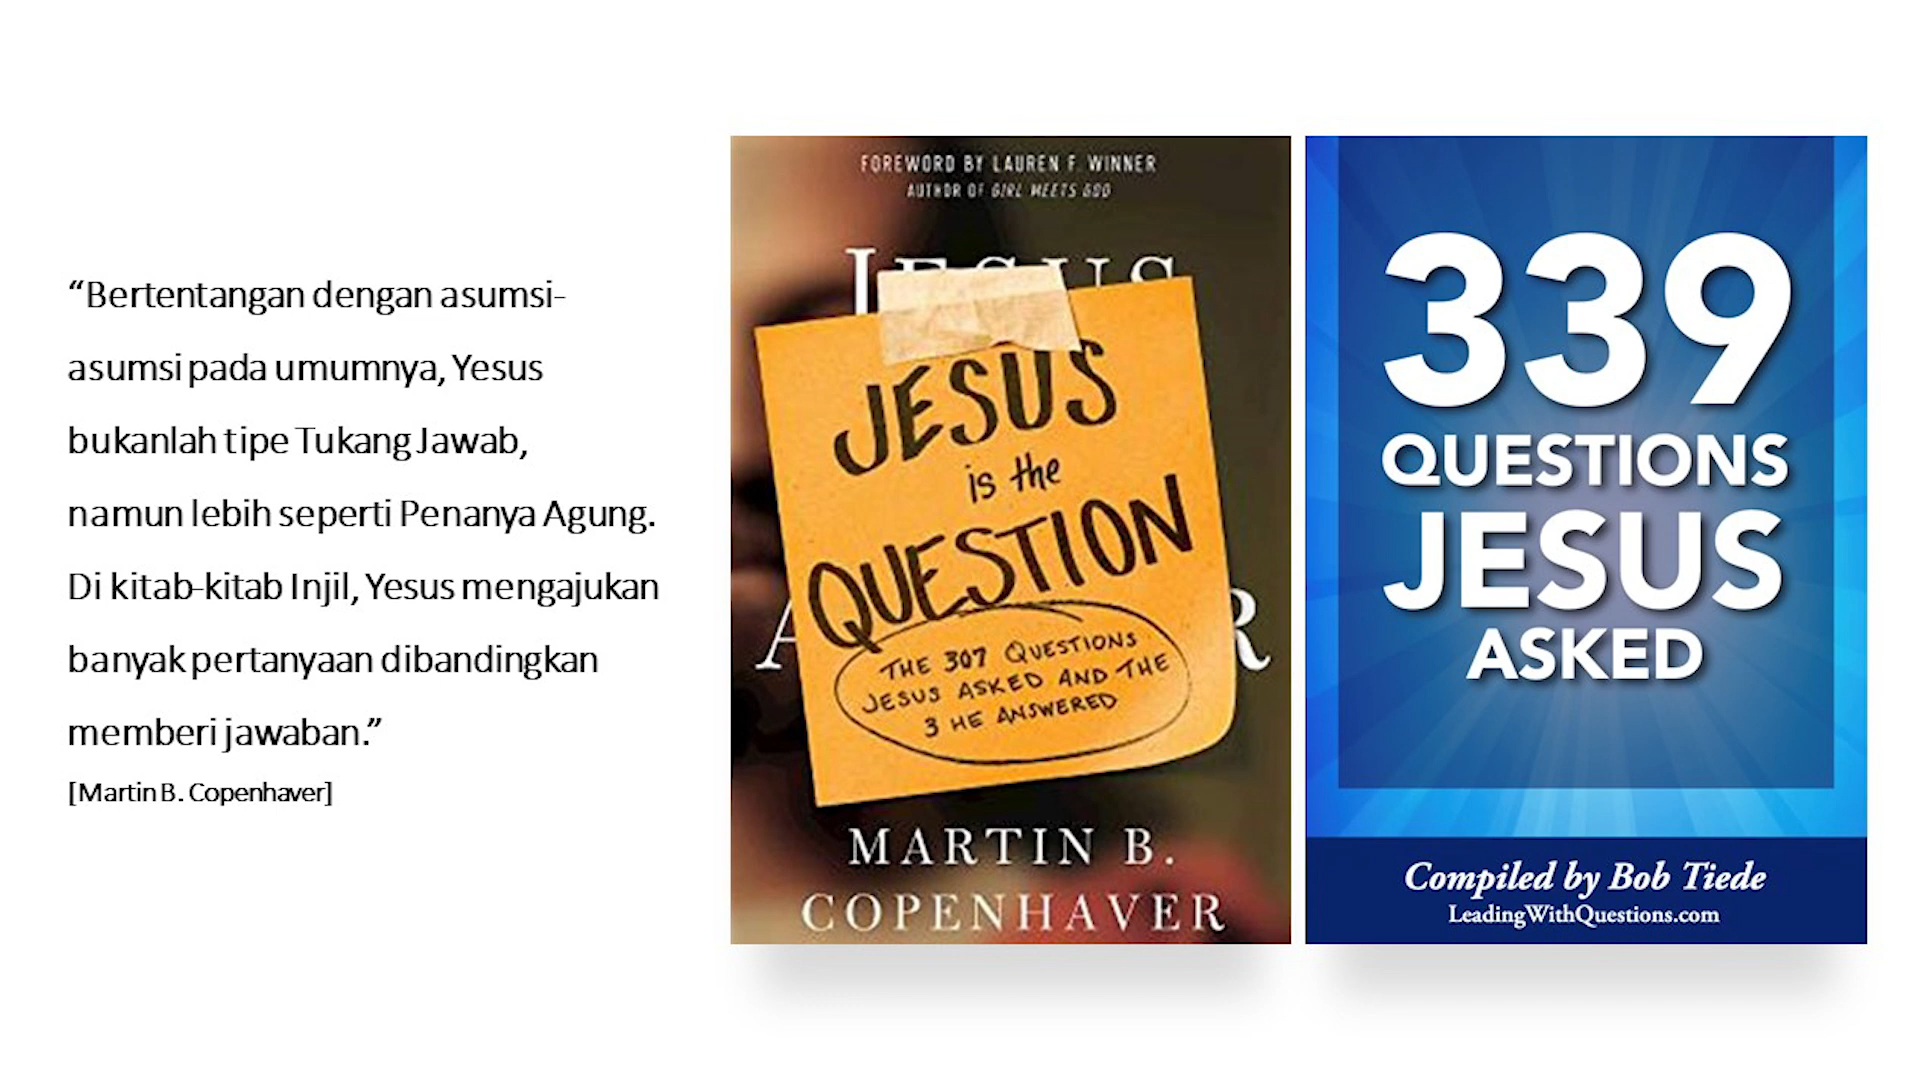 “Bertentangan dengan asumsi-
asumsi pada umumnya, Yesus
bukanlah tipe Tukang Jawab,
namun lebih seperti Penanya Agung.
Di kitab-kitab Injil, Yesus mengajukan
banyak pertanyaan dibandingkan
memberi jawaban.”
[Martin B. Copenhaver]
FOREWORD BY LAUREN F. WINNER
AUTHOR OF GIRL MEETS GOD
JESUS
JESUS
is the
QUESTION
THE 307 QUESTIONS
JESUS ASKED AND THE
3 HE ANSWERED
MARTIN B.
COPENHAVER
339
QUESTIONS
JESUS
ASKED
Compiled by Bob Tiede
LeadingWithQuestions.com